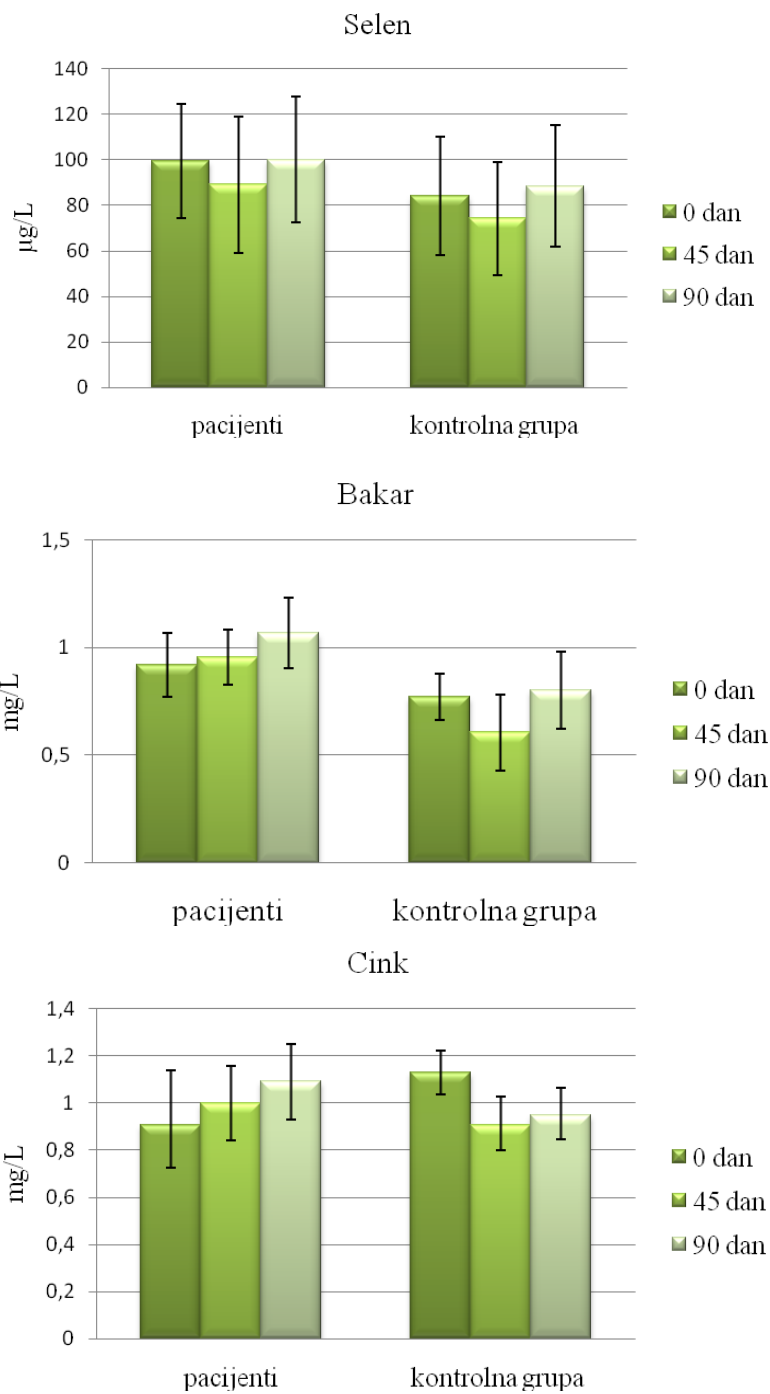 Selen
140
120
100
80
60
40
20
0
µg/L
pacijenti
kontrolna grupa
0 dan
45 dan
90 dan
Bakar
1,5
1
0,5
0
mg/L
pacijenti
kontrolna grupa
0 dan
45 dan
90 dan
Cink
1,4
1,2
1
0,8
0,6
0,4
0,2
0
mg/L
pacijenti
kontrolna grupa
0 dan
45 dan
90 dan